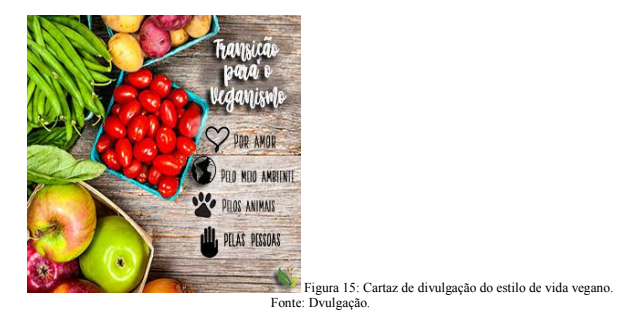 Transição
para o
Veganismo
POR AMOR
PELO MEIO AMBIENTE
PELOS ANIMAIS
PELAS PESSOAS
Figura 15: Cartaz de divulgação do estilo de vida vegano.
Fonte: Dvulgação.